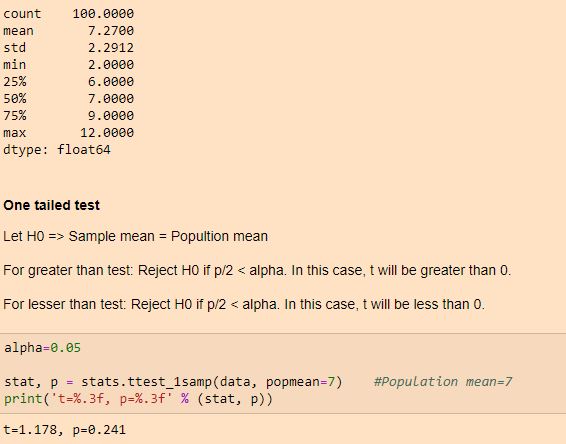 count    100.0000
mean       7.2700
std        2.2912
min        2.0000
25%        6.0000
50%        7.0000
75%        9.0000
max       12.0000
dtype: float64
One tailed test
Let H0 => Sample mean = Popultion mean
For greater than test: Reject H0 if p/2 < alpha. In this case, t will be greater than 0.
For lesser than test: Reject H0 if p/2 < alpha. In this case, t will be less than 0.
alpha=0.05
stat, p = stats.ttest_1samp(data, popmean=7)    #Population mean=7
print('t=%.3f, p=%.3f' % (stat, p))
t=1.178, p=0.241